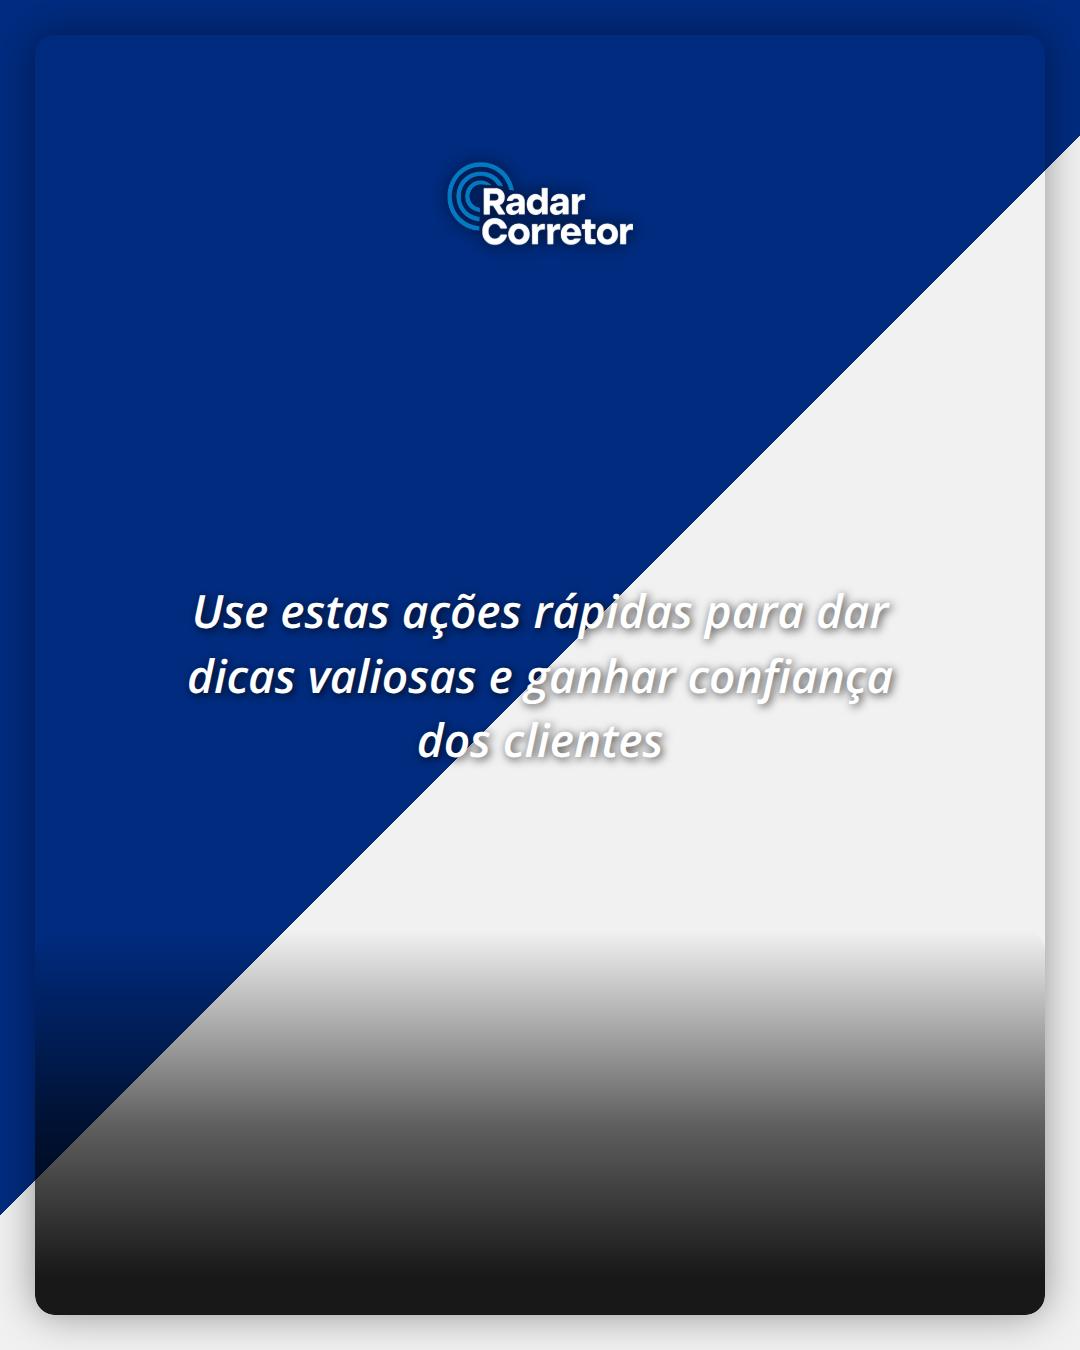 Radar
Corretor
Use estas ações rápidas para dar
dicas valiosas e ganhar confiança
dos clientes